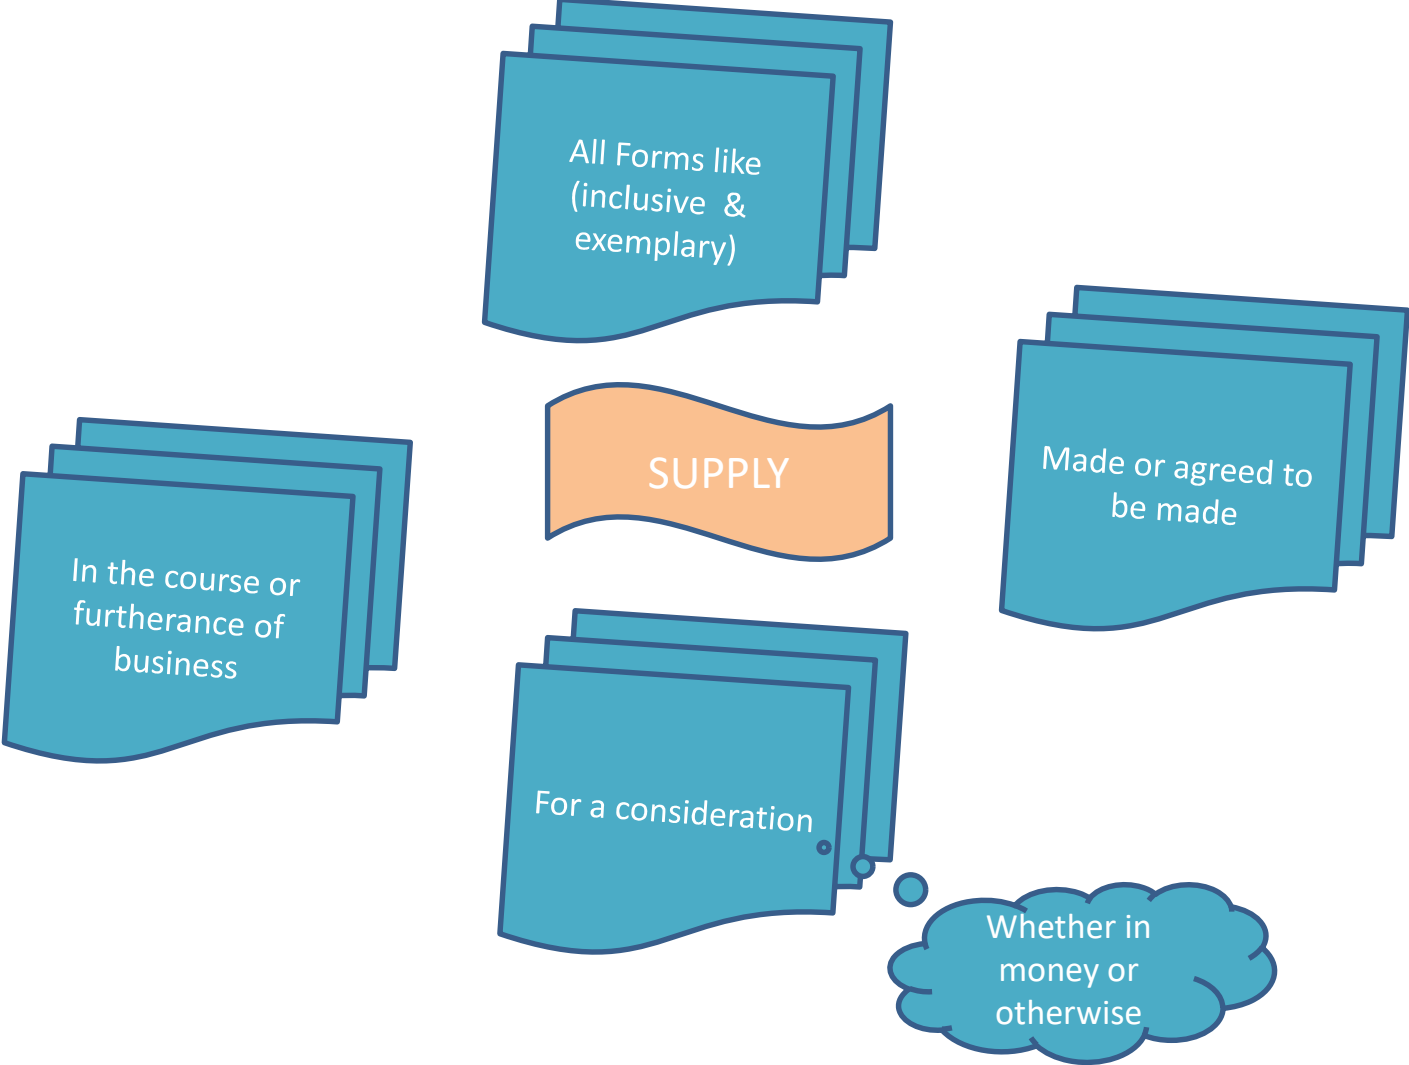 All Forms like
(inclusive & 
exemplary)
Made or agreed to
be made
SUPPLY
In the course or
furtherance of
business
For a consideration
Whether in
money or
otherwise